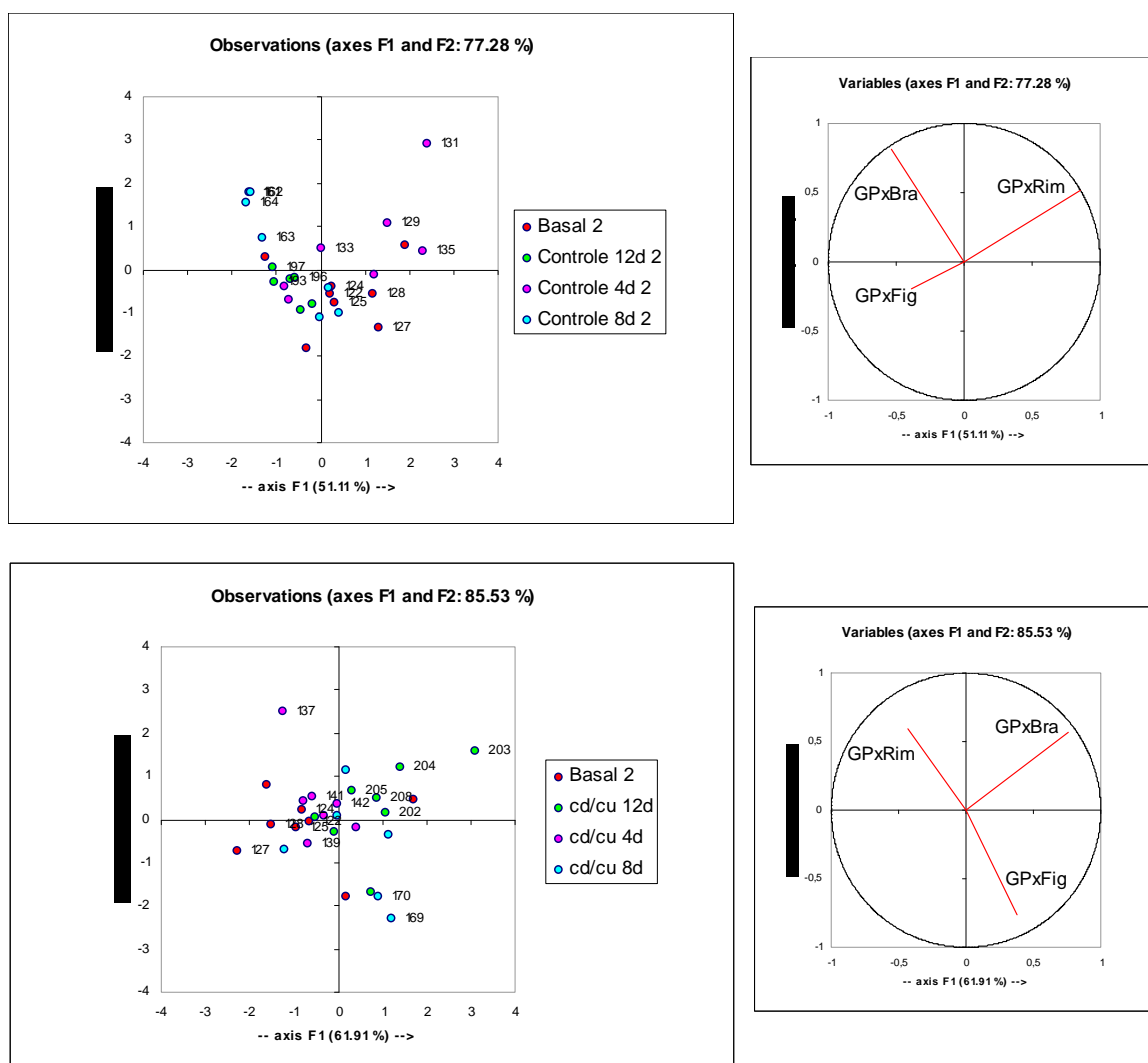 Observations (axes F1 and F2: 77.28 %)
4
3
2
1
0
-1
-2
-3
-4
-4 -3 -2 -1 0 1 2 3 4
-- axis F1 (51.11 %) -->
131
129
135
133
164
163
197
196
193
124
122
128
125
127
Basal 2
Controle 12d 2
Controle 4d 2
Controle 8d 2
Variables (axes F1 and F2: 77.28 %)
1
0,5
0
-0,5
-1
-1 -0,5 0 0,5 1
-- axis F1 (51.11 %) -->
GPxBra
GPxRim
GPxFig
Observations (axes F1 and F2: 85.53 %)
4
3
2
1
0
-1
-2
-3
-4
-4 -3 -2 -1 0 1 2 3 4
-- axis F1 (61.91 %) -->
137
203
204
205
208
141
142
202
124
125
127
139
170
169
Basal 2
cd/cu 12d
cd/cu 4d
cd/cu 8d
Variables (axes F1 and F2: 85.53 %)
1
0,5
0
-0,5
-1
-1 -0,5 0 0,5 1
-- axis F1 (61.91 %) -->
GPxRim
GPxBra
GPxFig